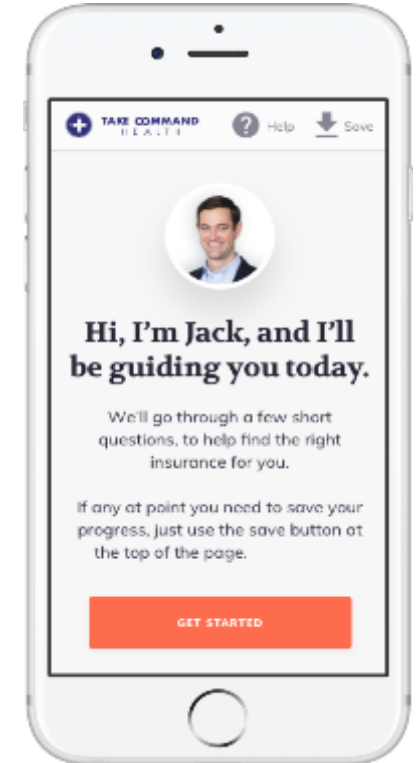 TAKE COMMAND
HEALTH
Help
Save
Hi, I'm Jack, and I'll
be guiding you today.
We'll go through a few short
questions, to help find the right
insurance for you.
If any at point you need to save your
progress, just use the save button at
the top of the page.
GET STARTED